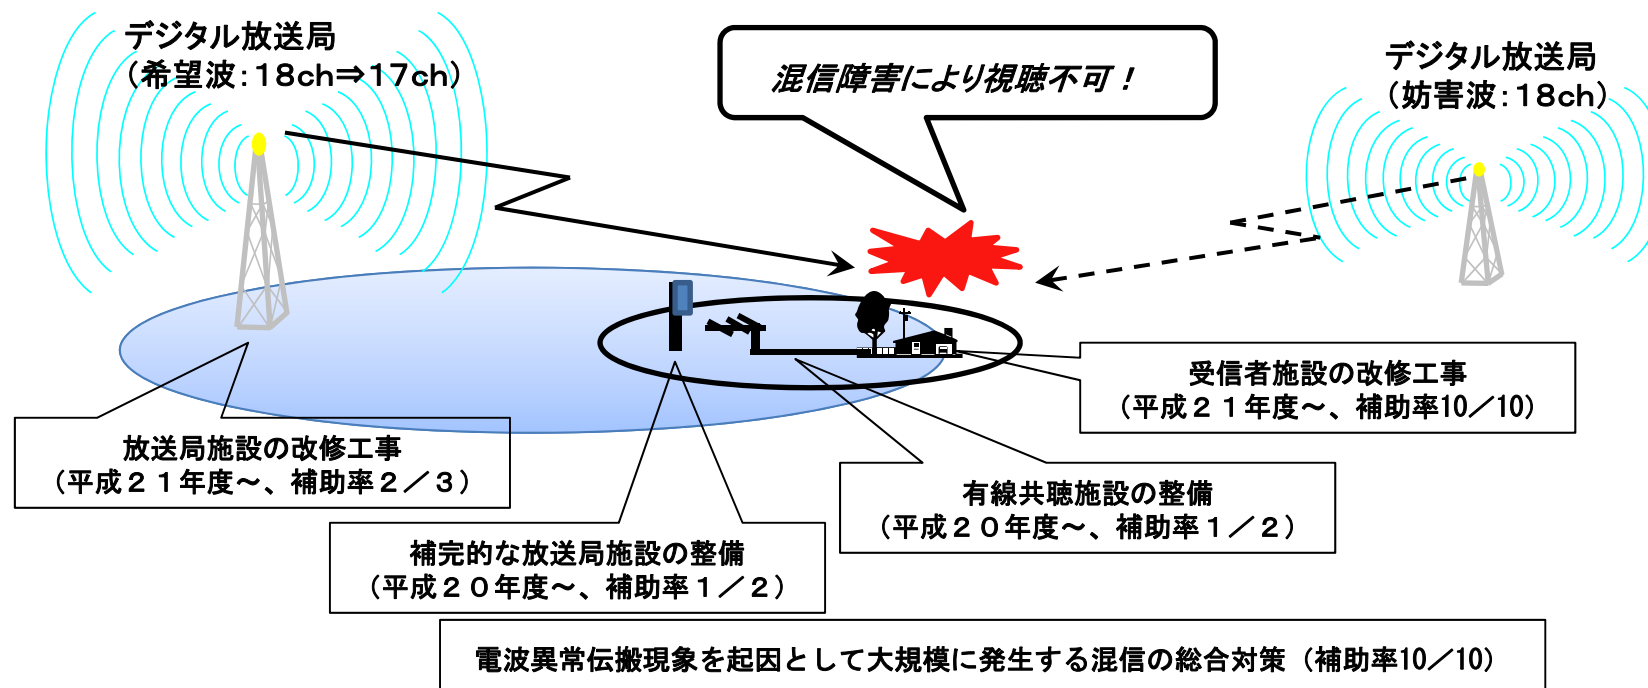 デジタル放送局
（希望波：18ch⇒17ch）
混信障害により視聴不可！
デジタル放送局
（妨害波：18ch）
受信者施設の改修工事
（平成２１年度～、補助率10／10）
放送局施設の改修工事
（平成２１年度～、補助率２／３）
有線共聴施設の整備
（平成２０年度～、補助率１／２）
補完的な放送局施設の整備
（平成２０年度～、補助率１／２）
電波異常伝搬現象を起因として大規模に発生する混信の総合対策（補助率10／10）